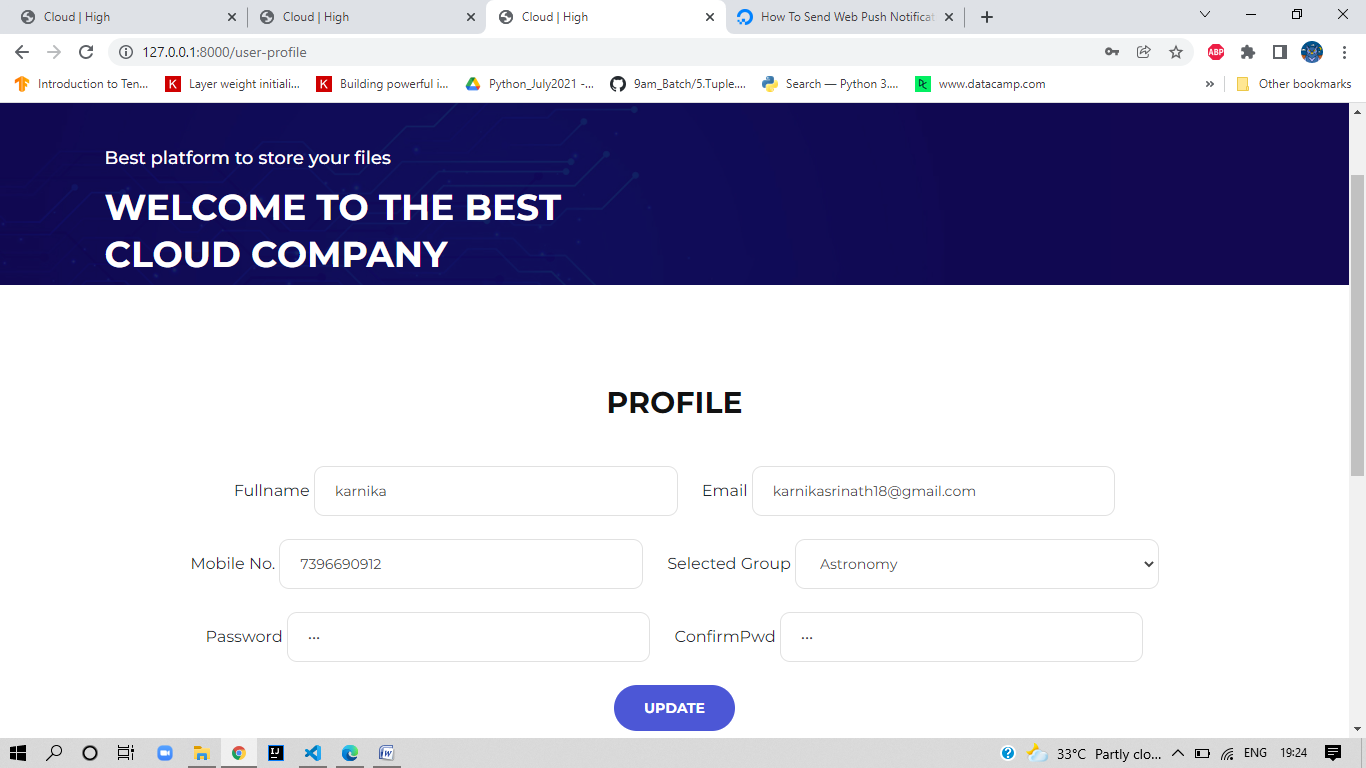 Cloud | High
Cloud | High
Cloud | High
How To Send Web Push Notificat
127.0.0.1:8000/user-profile
ABP
Introduction to Ten...
K Layer weight initiali...
K Building powerful i...
Python_July2021 -...
9am_Batch/5.Tuple....
Search — Python 3....
DC www.datacamp.com
»
Other bookmarks
Best platform to store your files
WELCOME TO THE BEST
CLOUD COMPANY
PROFILE
Fullname karnika Email karnikasrinath18@gmail.com
Mobile No. 7396690912 Selected Group Astronomy
Password ··· ConfirmPwd ···
UPDATE
33°C Partly clo... ENG 19:24